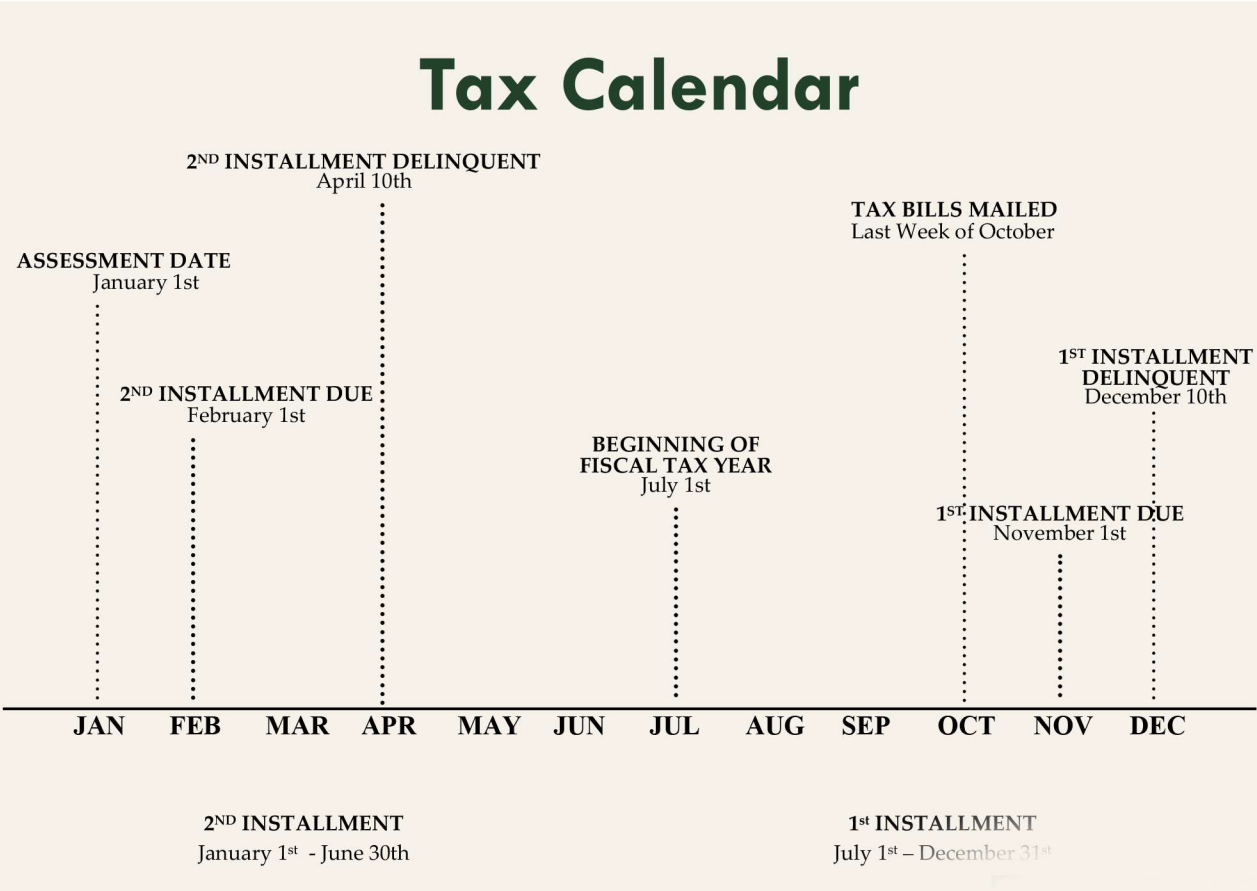 Tax Calendar
2ND INSTALLMENT DELINQUENT
April 10th
TAX BILLS MAILED
Last Week of October
ASSESSMENT DATE
January 1st
1ST INSTALLMENT
DELINQUENT
December 10th
2ND INSTALLMENT DUE
February 1st
BEGINNING OF
FISCAL TAX YEAR
July 1st
1ST INSTALLMENT DUE
November 1st
JAN FEB MAR APR MAY JUN JUL AUG SEP OCT NOV DEC
2ND INSTALLMENT
January 1st - June 30th
1st INSTALLMENT
July 1st – December 31st